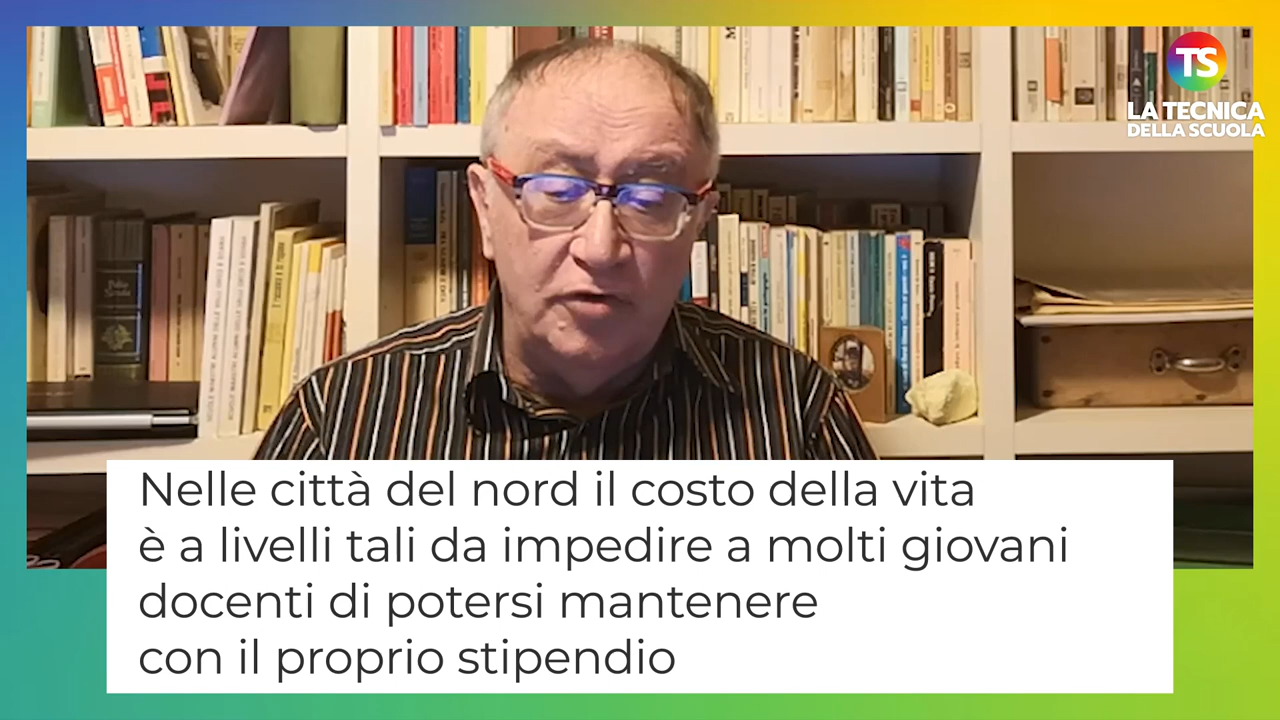 TS
LA TECNICA
DELLA SCUOLA
Nelle città del nord il costo della vita
è a livelli tali da impedire a molti giovani
docenti di potersi mantenere
con il proprio stipendio